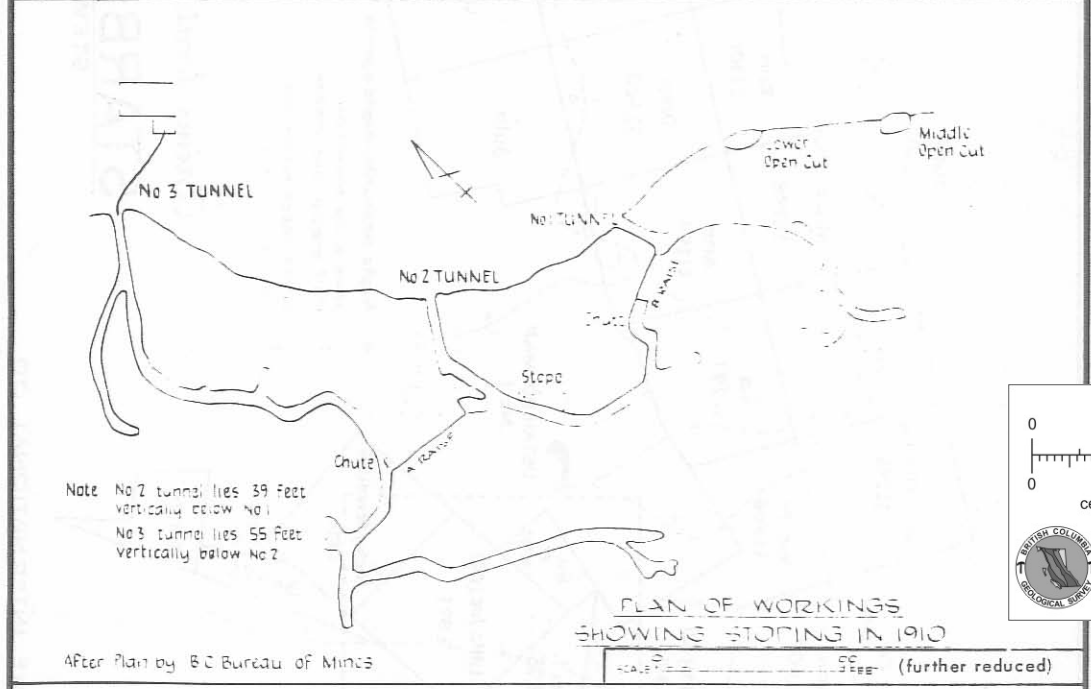 No 3 TUNNEL
No 2 TUNNEL
No 1 TUNNEL
Lower
Open Cut
Middle
Open Cut
B RAISE
Chute
Stope
Chute
A RAISE
Note No 2 tunnel lies 39 feet
vertically below No 1
No 3 tunnel lies 55 feet
vertically below No 2
PLAN OF WORKINGS
SHOWING STOPING IN 1910
After Plan by B C Bureau of Mines
SCALE
FEET (further reduced)
0
0
ce
BRITISH COLUMBIA
GEOLOGICAL SURVEY